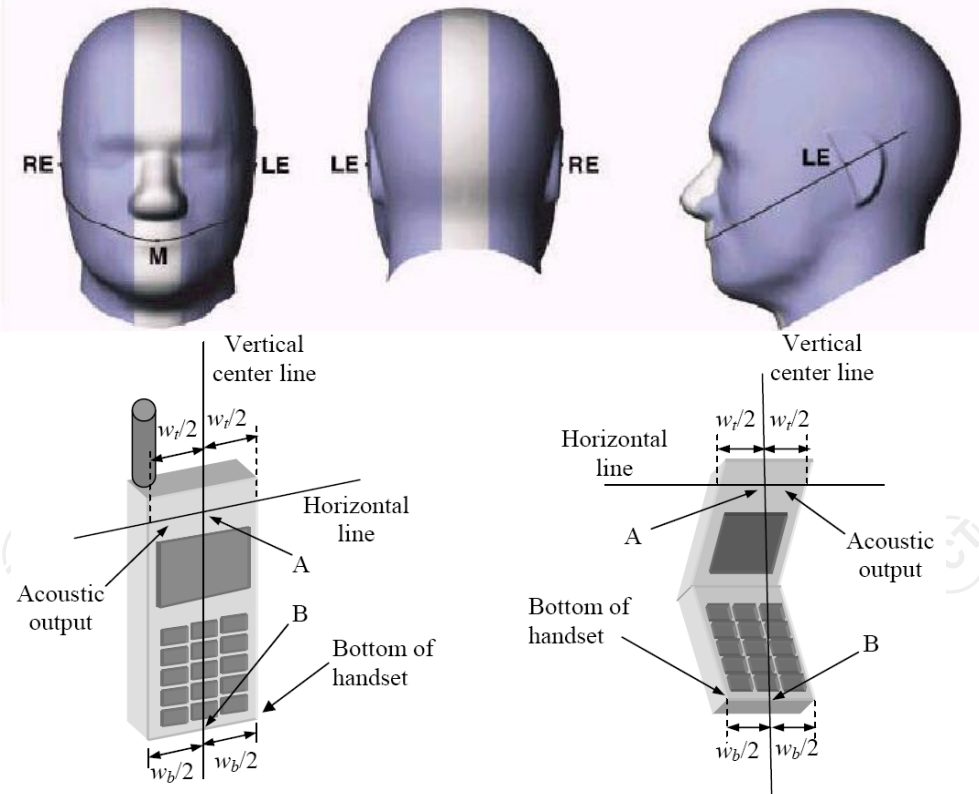 RE
LE
M
LE
RE
LE
Vertical
center line
wt/2
wt/2
Horizontal
line
A
Acoustic
output
B
Bottom of
handset
wb/2
wb/2
Vertical
center line
wt/2
wt/2
Horizontal
line
A
Acoustic
output
Bottom of
handset
B
wb/2
wb/2